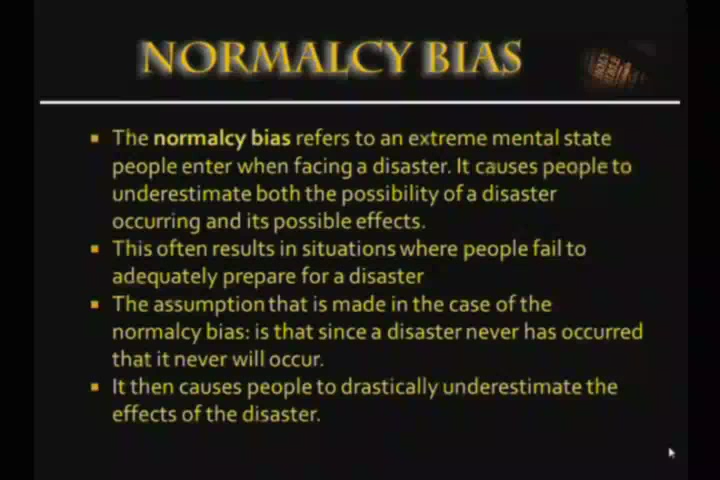 NORMALCY BIAS
The normalcy bias refers to an extreme mental state
people enter when facing a disaster. It causes people to
underestimate both the possibility of a disaster
occurring and its possible effects.
This often results in situations where people fail to
adequately prepare for a disaster
The assumption that is made in the case of the
normalcy bias: is that since a disaster never has occurred
that it never will occur.
It then causes people to drastically underestimate the
effects of the disaster.